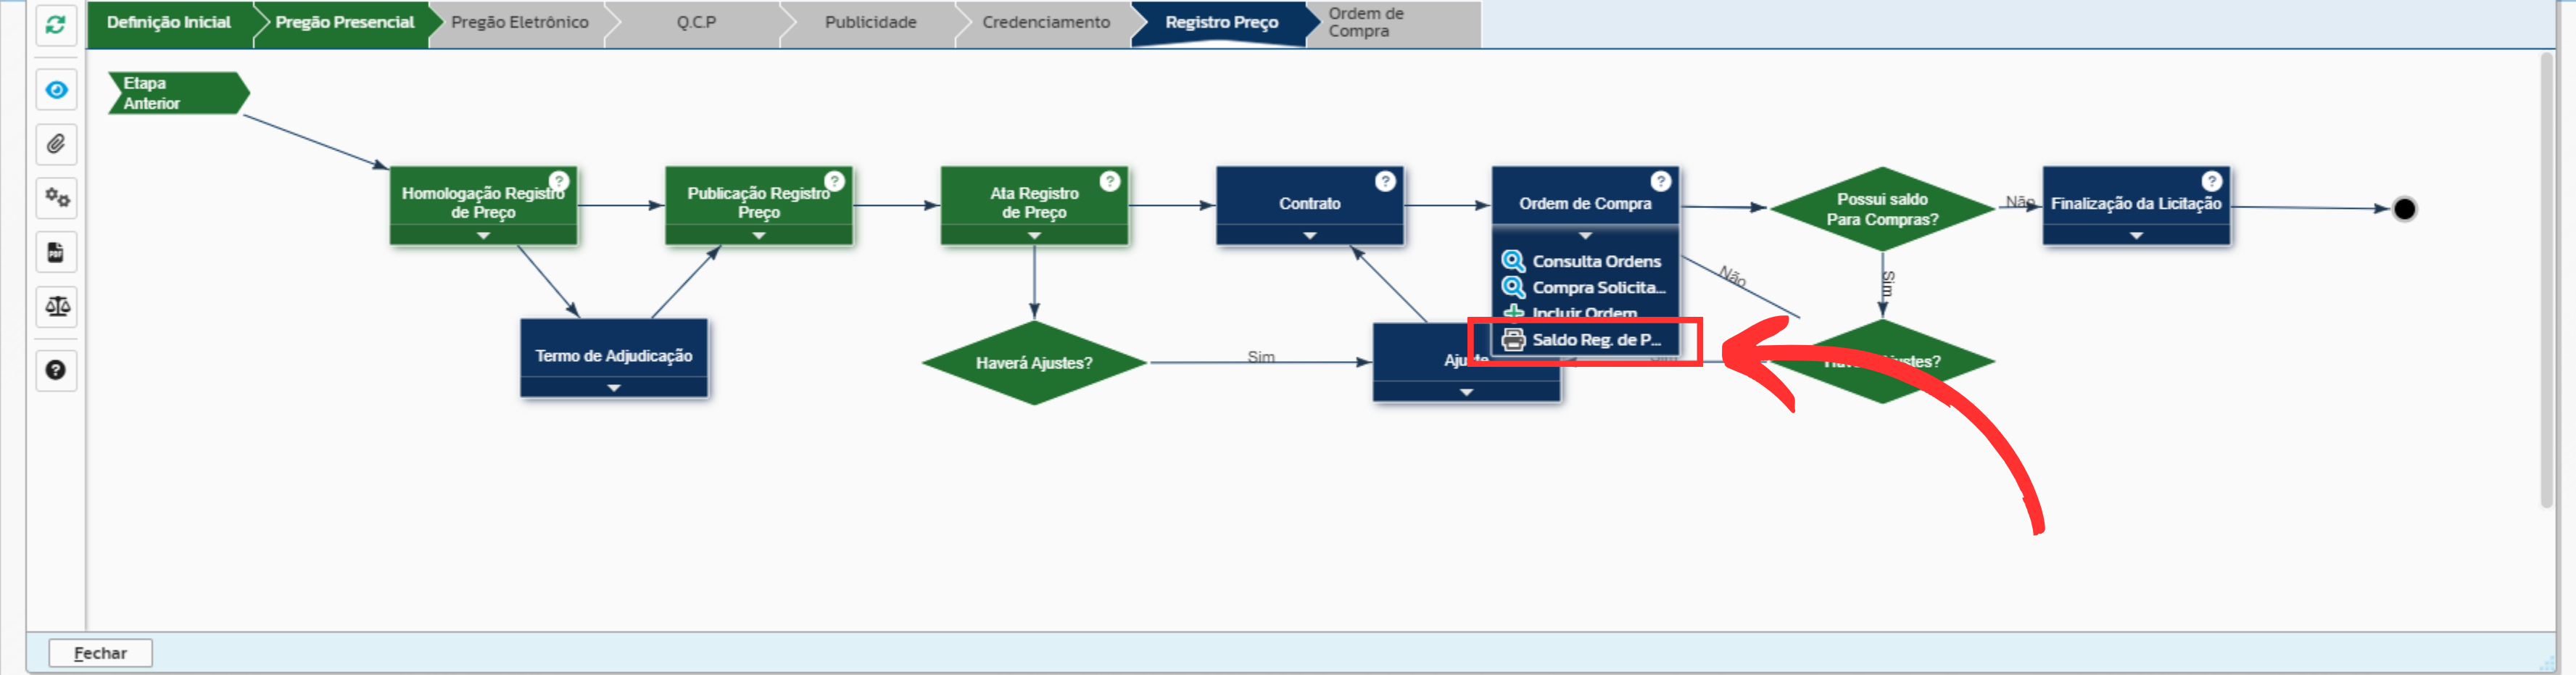 Definição Inicial
Pregão Presencial
Pregão Eletrônico
Q.C.P
Publicidade
Credenciamento
Registro Preço
Ordem de
Compra
Etapa
Anterior
Homologação Registro
de Preço
?
Publicação Registro
Preço
?
Ata Registro
de Preço
?
Contrato
?
Ordem de Compra
?
Possui saldo
Para Compras?
Não
Finalização da Licitação
?
Consulta Ordens
Compra Solicita...
Incluir Ordem
Saldo Reg. de P...
Não
Sim
Termo de Adjudicação
Haverá Ajustes?
Sim
Ajuste
Sim
?
Fechar